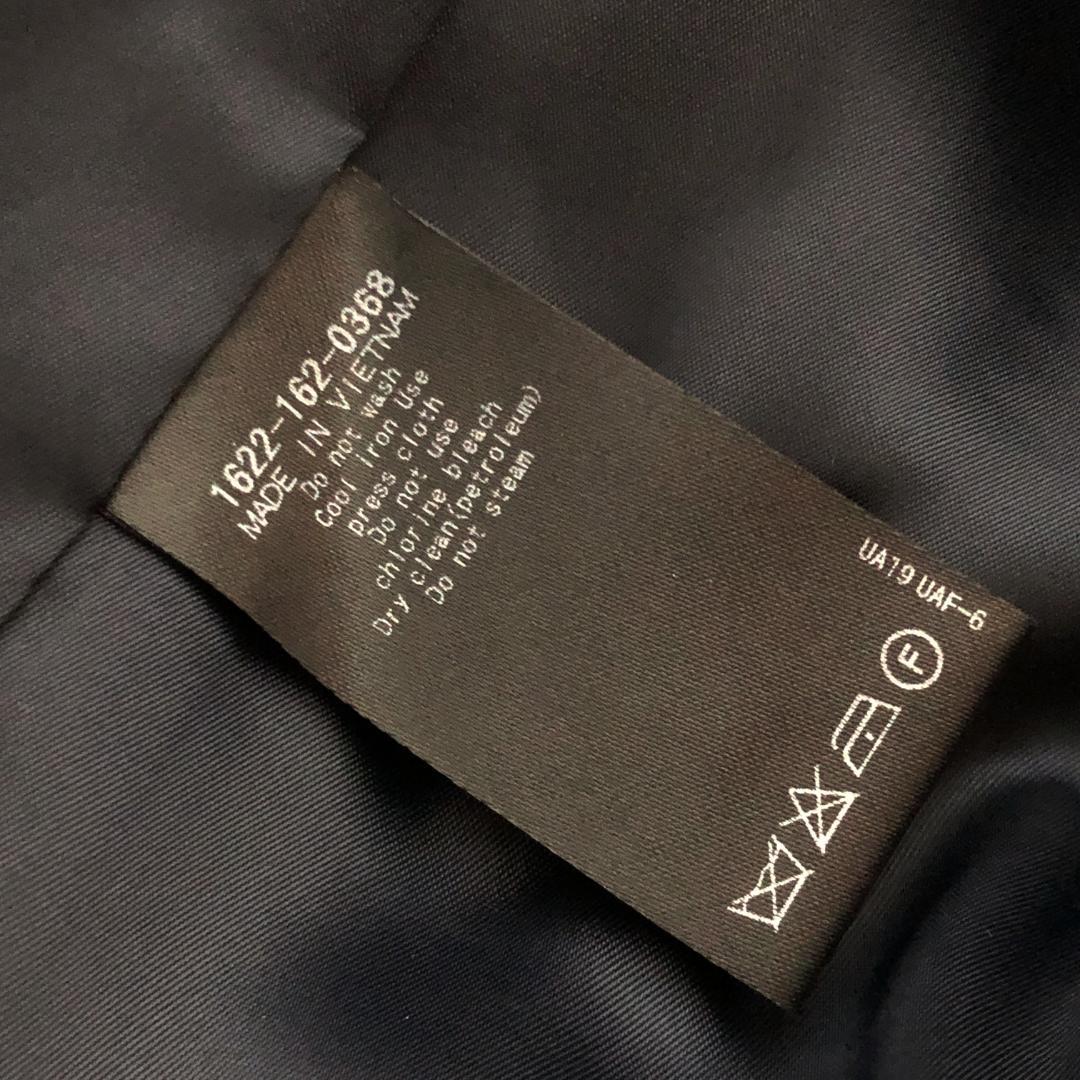 1622-162-0368
MADE IN VIETNAM
Do not wash
Cool iron Use
press cloth
Do not use
chlorine bleach
Dry clean(petroleum)
Do not steam
UA19 UAF-6
F